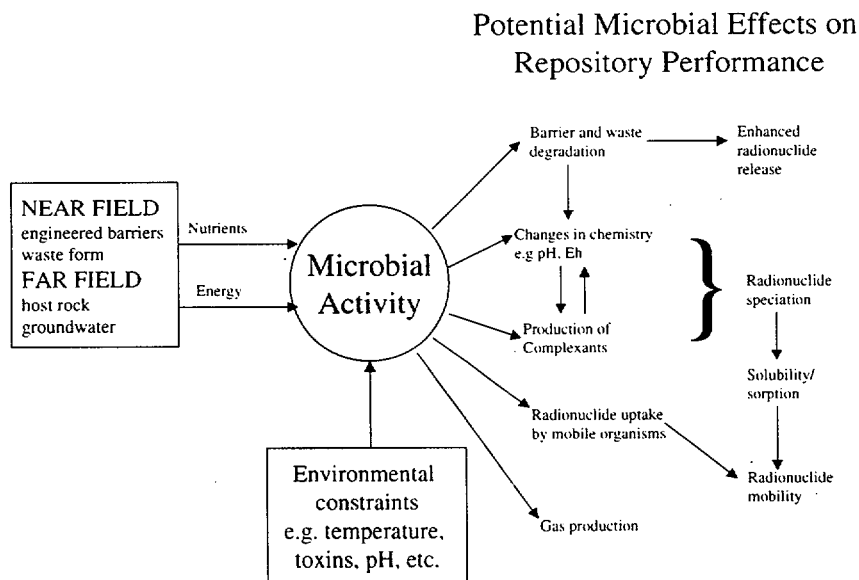 Potential Microbial Effects on
Repository Performance
NEAR FIELD
engineered barriers
waste form
FAR FIELD
host rock
groundwater
Nutrients
Energy
Microbial
Activity
Environmental
constraints
e.g. temperature,
toxins, pH, etc.
Barrier and waste
degradation
Enhanced
radionuclide
release
Changes in chemistry
e.g pH, Eh
Production of
Complexants
}
Radionuclide
speciation
Solubility/
sorption
Radionuclide uptake
by mobile organisms
Radionuclide
mobility
Gas production